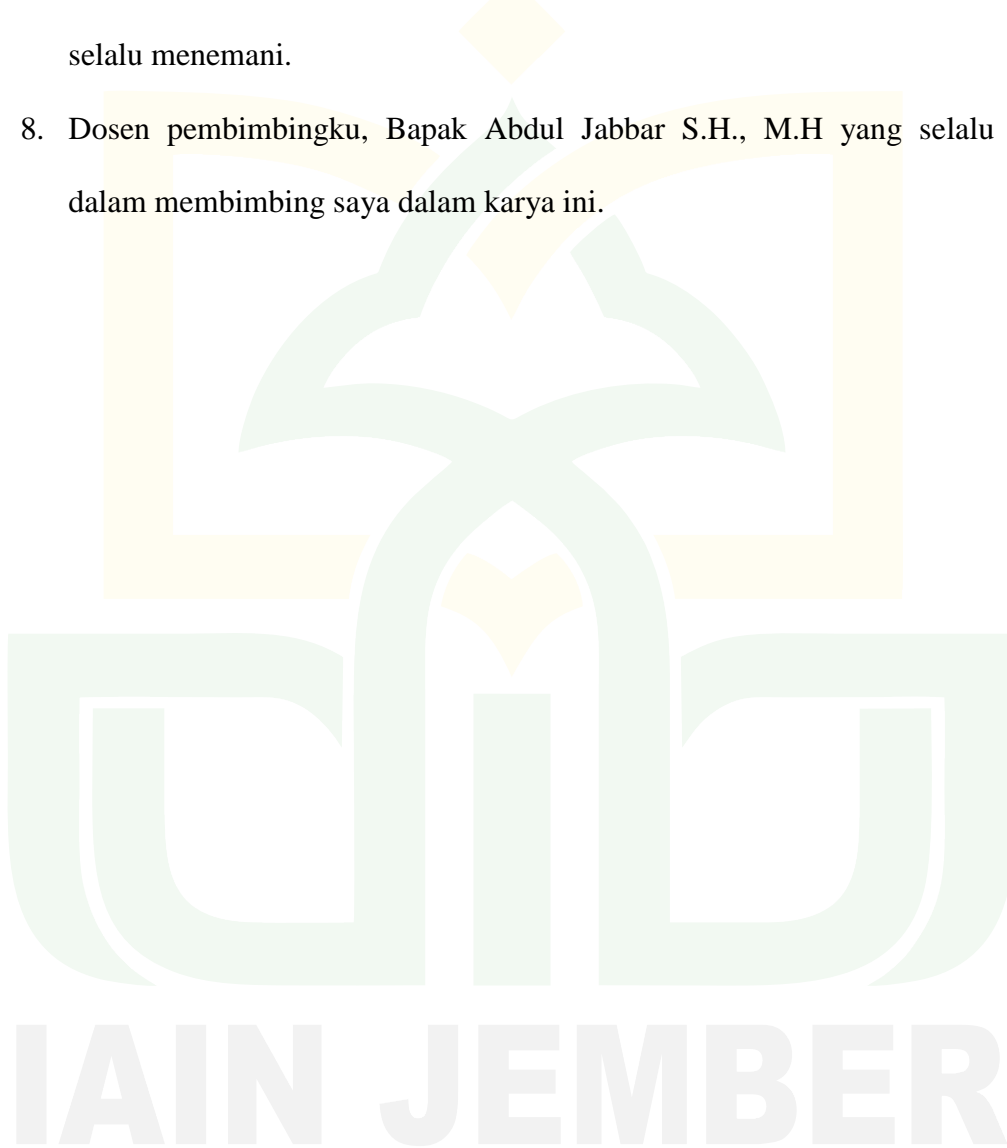 selalu menemani.
8. Dosen pembimbingku, Bapak Abdul Jabbar S.H., M.H yang selalu
dalam membimbing saya dalam karya ini.
IAIN JEMBER